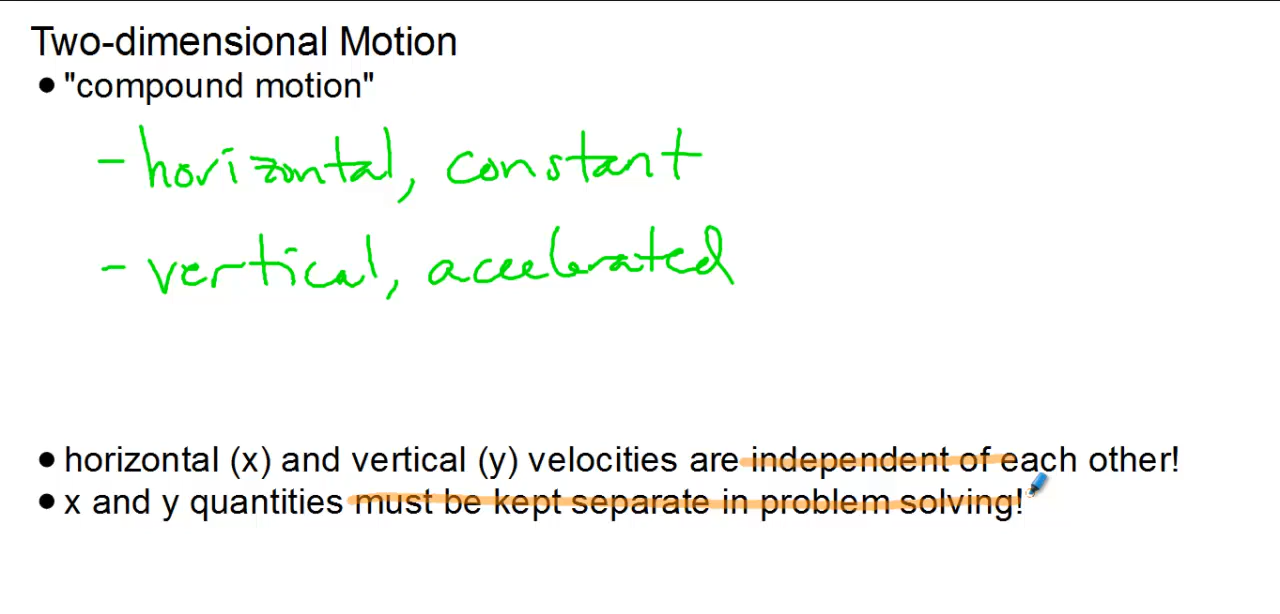 Two-dimensional Motion
• "compound motion"
- horizontal, constant
- vertical, acelerated
• horizontal (x) and vertical (y) velocities are independent of each other!
• x and y quantities must be kept separate in problem solving!